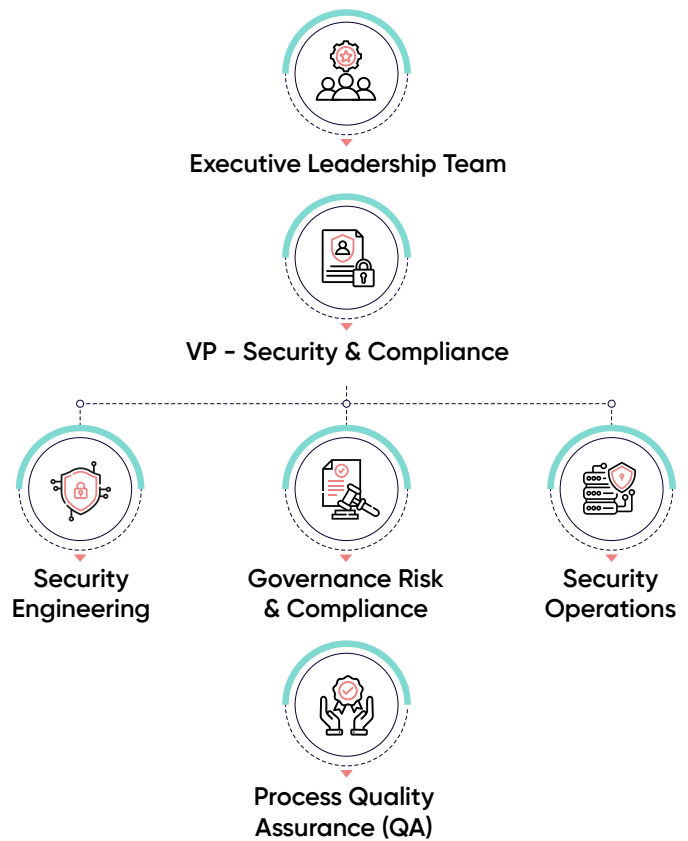 Executive Leadership Team
VP - Security & Compliance
Security
Engineering
Governance Risk
& Compliance
Security
Operations
Process Quality
Assurance (QA)